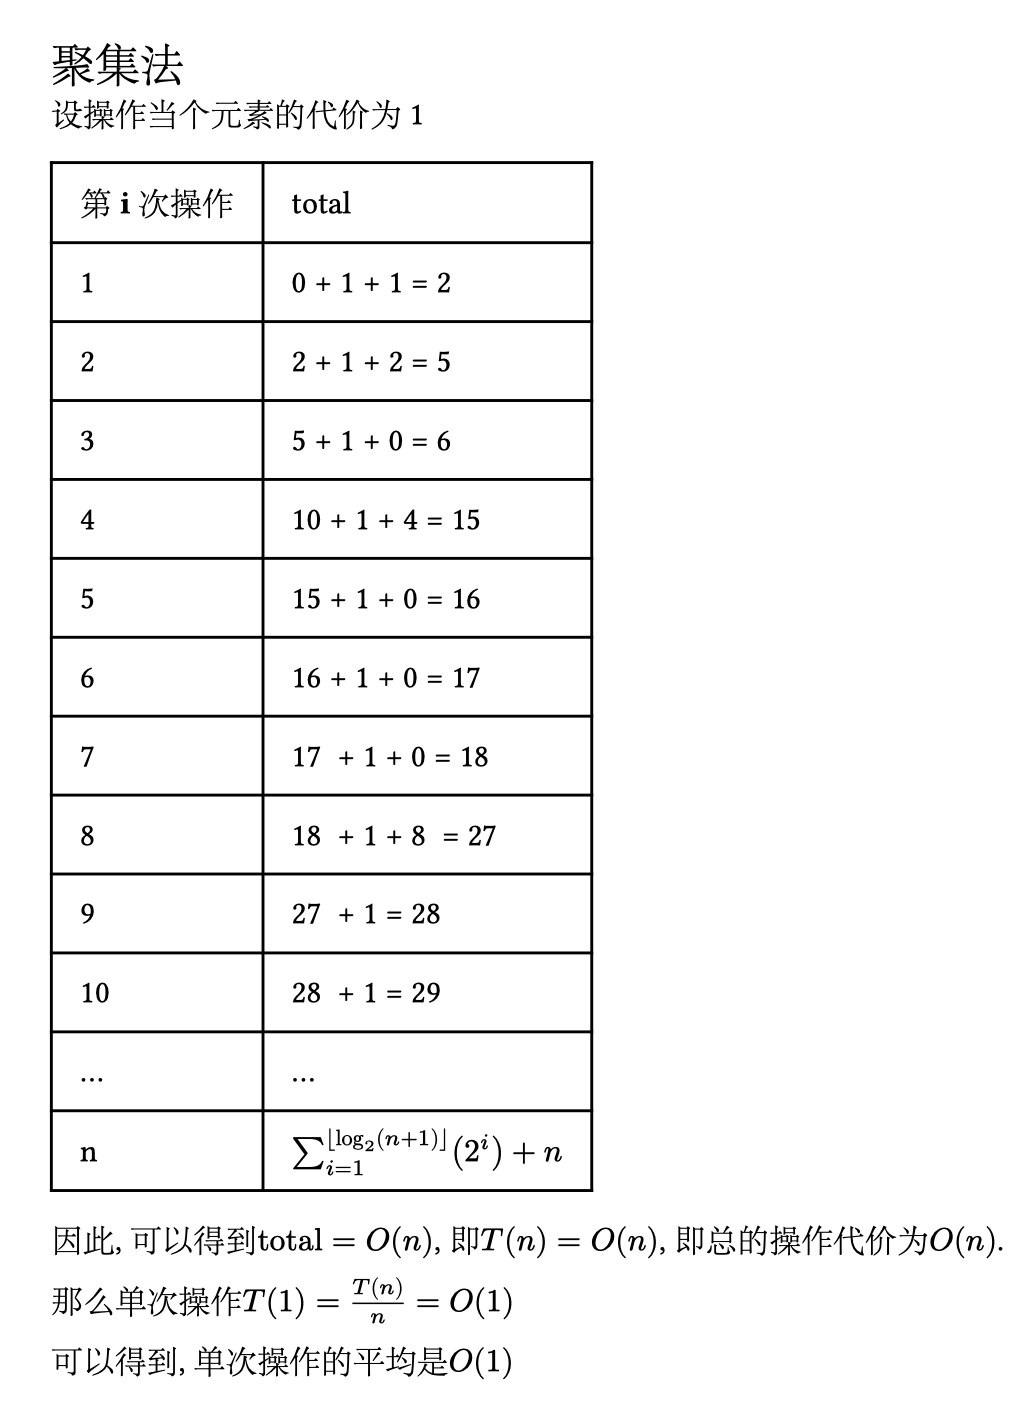 聚集法
设操作当个元素的代价为 1
第 i 次操作 total
1 0 + 1 + 1 = 2
2 2 + 1 + 2 = 5
3 5 + 1 + 0 = 6
4 10 + 1 + 4 = 15
5 15 + 1 + 0 = 16
6 16 + 1 + 0 = 17
7 17 + 1 + 0 = 18
8 18 + 1 + 8 = 27
9 27 + 1 = 28
10 28 + 1 = 29
... ...
n $\sum_{i=1}^{\lfloor \log_2(n+1) \rfloor}(2^i) + n$
因此, 可以得到total = O(n), 即T(n) = O(n), 即总的操作代价为O(n).
那么单次操作$T(1) = \frac{T(n)}{n} = O(1)$
可以得到, 单次操作的平均是O(1)